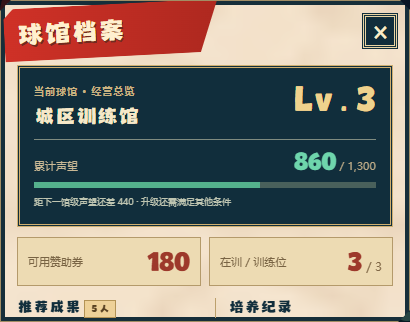 球馆档案
×
当前球馆 · 经营总览
城区训练馆
Lv.3
累计声望
860 / 1,300
距下一馆级声望还差 440 · 升级还需满足其他条件
可用赞助券
180
在训 / 训练位
3 / 3
推荐成果
5 人
培养纪录